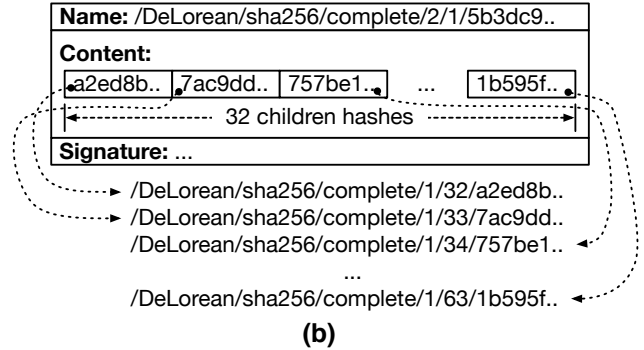 Name: /DeLorean/sha256/complete/2/1/5b3dc9..
Content:
a2ed8b.. 7ac9dd.. 757be1.. ... 1b595f..
32 children hashes
Signature: ...
/DeLorean/sha256/complete/1/32/a2ed8b..
/DeLorean/sha256/complete/1/33/7ac9dd..
/DeLorean/sha256/complete/1/34/757be1..
...
/DeLorean/sha256/complete/1/63/1b595f..
(b)